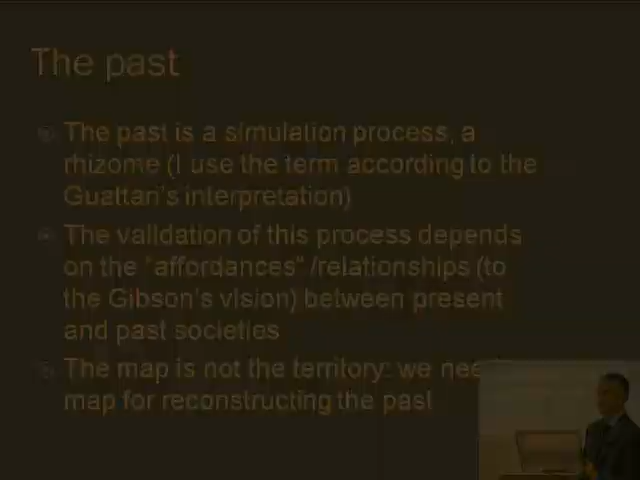 The past
The past is a simulation process, a
rhizome (I use the term according to the
Guattari's interpretation)
The validation of this process depends
on the "affordances" /relationships (to
the Gibson's vision) between present
and past societies
The map is not the territory: we
map for reconstructing the past